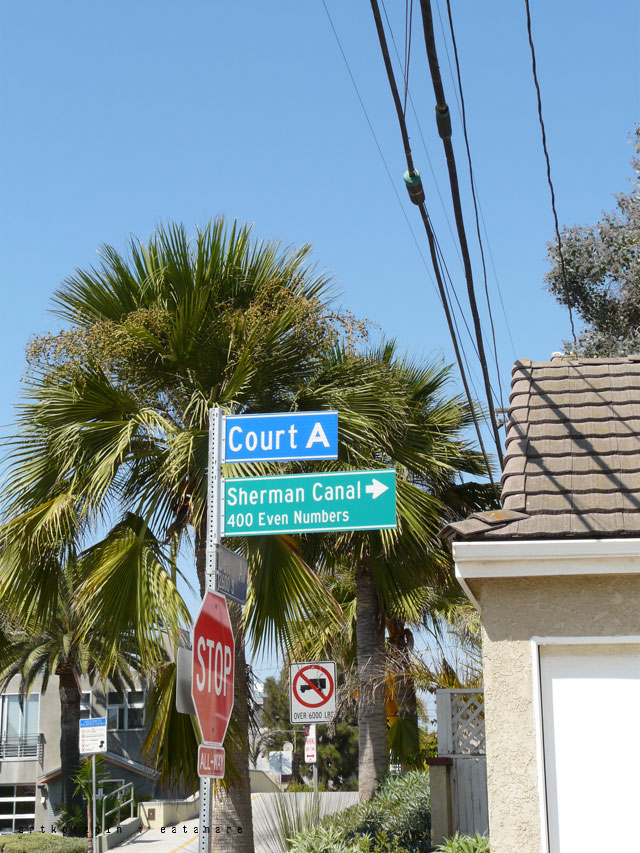 Court A
Sherman Canal →
400 Even Numbers
STOP
ALL-WAY
OVER 6000 LBS